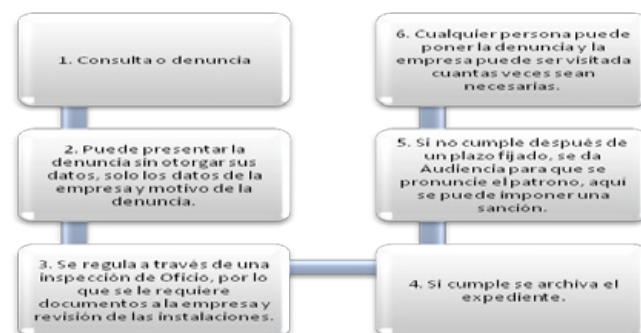 1. Consulta o denuncia
2. Puede presentar la
denuncia sin otorgar sus
datos, solo los datos de la
empresa y motivo de la
denuncia.
3. Se regula a través de una
inspección de Oficio, por lo
que se le requiere
documentos a la empresa y
revisión de las instalaciones.
4. Si cumple se archiva el
expediente.
5. Si no cumple después de
un plazo fijado, se da
Audiencia para que se
pronuncie el patrono, aquí
se puede imponer una
sanción.
6. Cualquier persona puede
poner la denuncia y la
empresa puede ser visitada
cuantas veces sean
necesarias.